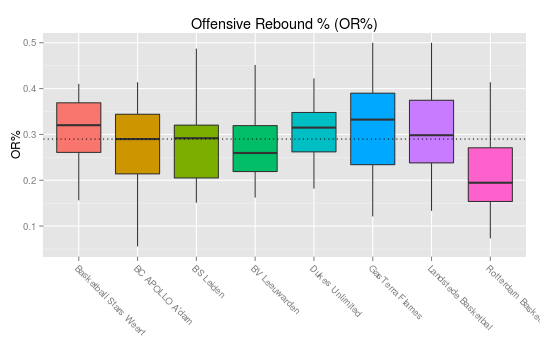 Offensive Rebound % (OR%)
OR%
0.5
0.4
0.3
0.2
0.1
Basketball Stars Weert
BC APOLLO A'dam
BS Leiden
BV Leeuwarden
Dukes Unlimited
GasTerra Flames
Landstede Basketbal
Rotterdam Baske